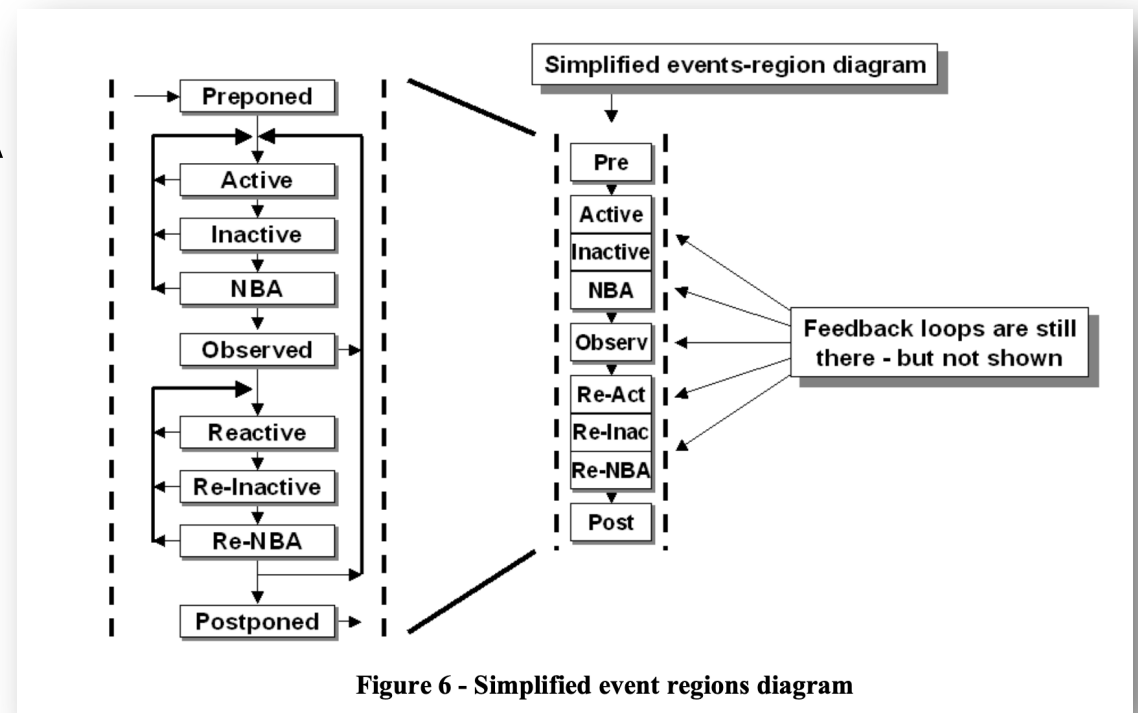 Simplified events-region diagram
Preponed
Active
Inactive
NBA
Observed
Reactive
Re-Inactive
Re-NBA
Postponed
Pre
Active
Inactive
NBA
Observ
Re-Act
Re-Inac
Re-NBA
Post
Feedback loops are still
there - but not shown
Figure 6 - Simplified event regions diagram